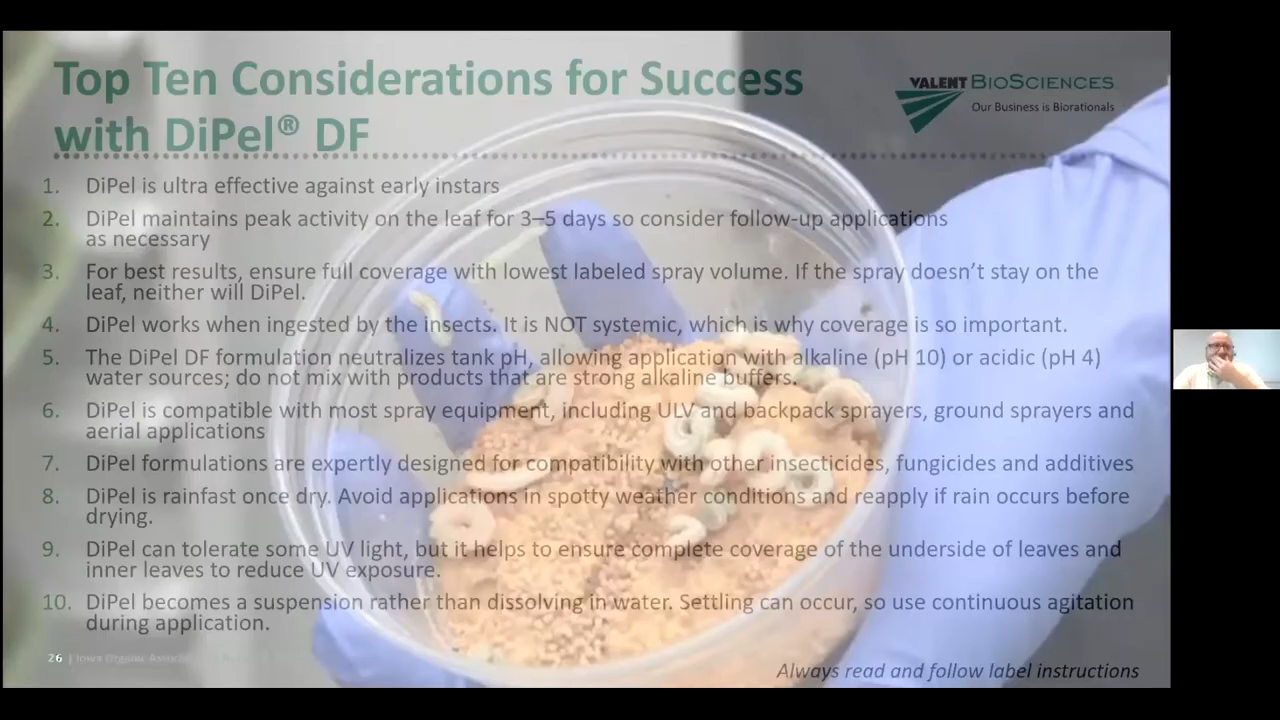 Top Ten Considerations for Success
with DiPel® DF
VALENT BIOSCIENCES
Our Business is Biorationals
1. DiPel is ultra effective against early instars
2. DiPel maintains peak activity on the leaf for 3–5 days so consider follow-up applications
as necessary
3. For best results, ensure full coverage with lowest labeled spray volume. If the spray doesn’t stay on the
leaf, neither will DiPel.
4. DiPel works when ingested by the insects. It is NOT systemic, which is why coverage is so important.
5. The DiPel DF formulation neutralizes tank pH, allowing application with alkaline (pH 10) or acidic (pH 4)
water sources; do not mix with products that are strong alkaline buffers.
6. DiPel is compatible with most spray equipment, including ULV and backpack sprayers, ground sprayers and
aerial applications
7. DiPel formulations are expertly designed for compatibility with other insecticides, fungicides and additives
8. DiPel is rainfast once dry. Avoid applications in spotty weather conditions and reapply if rain occurs before
drying.
9. DiPel can tolerate some UV light, but it helps to ensure complete coverage of the underside of leaves and
inner leaves to reduce UV exposure.
10. DiPel becomes a suspension rather than dissolving in water. Settling can occur, so use continuous agitation
during application.
26 | Iowa Organic
Always read and follow label instructions